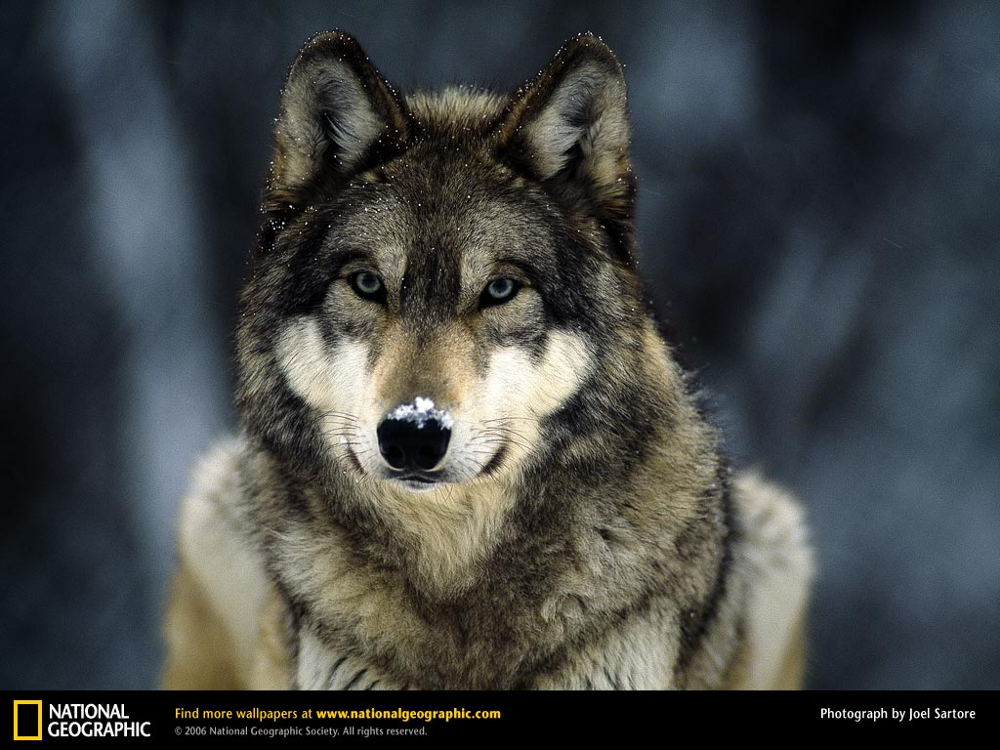 NATIONAL
GEOGRAPHIC
Find more wallpapers at www.nationalgeographic.com
© 2006 National Geographic Society. All rights reserved.
Photograph by Joel Sartore